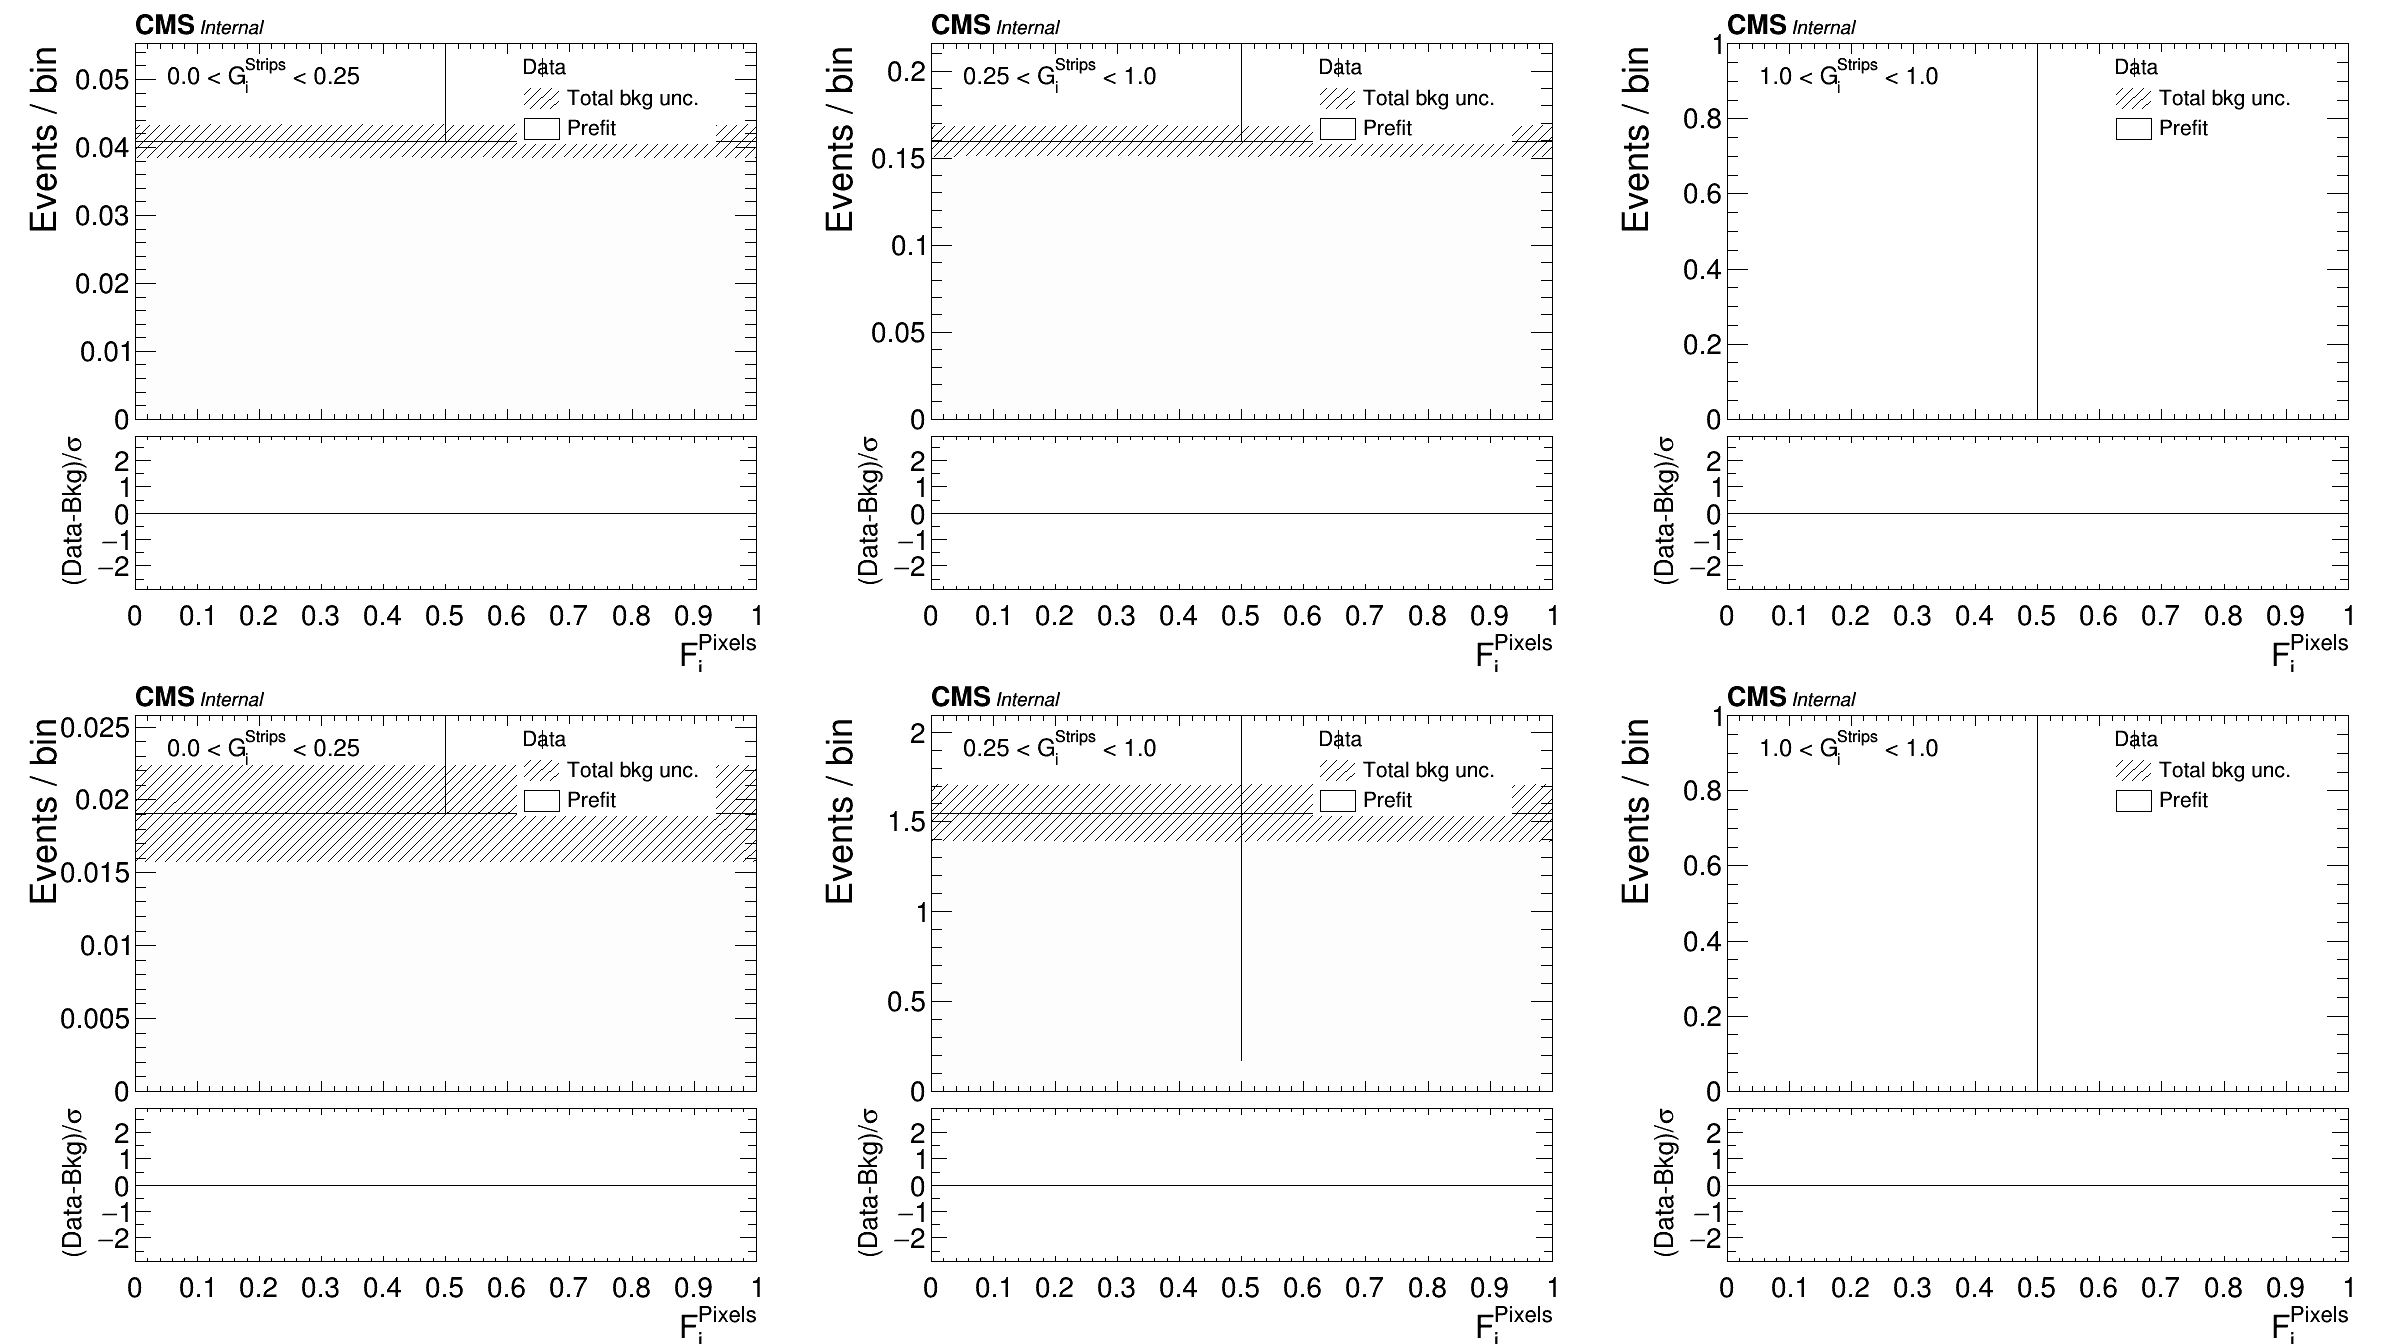 CMS Internal
Events / bin
0.0 < G_i^Strips < 0.25
Data
Total bkg unc.
Prefit
0.05
0.04
0.03
0.02
0.01
0
(Data-Bkg)/σ
2
1
0
−1
−2
0 0.1 0.2 0.3 0.4 0.5 0.6 0.7 0.8 0.9 1
F_i^Pixels
CMS Internal
Events / bin
0.25 < G_i^Strips < 1.0
Data
Total bkg unc.
Prefit
0.2
0.15
0.1
0.05
0
(Data-Bkg)/σ
2
1
0
−1
−2
0 0.1 0.2 0.3 0.4 0.5 0.6 0.7 0.8 0.9 1
F_i^Pixels
CMS Internal
Events / bin
1.0 < G_i^Strips < 1.0
Data
Total bkg unc.
Prefit
1
0.8
0.6
0.4
0.2
0
(Data-Bkg)/σ
2
1
0
−1
−2
0 0.1 0.2 0.3 0.4 0.5 0.6 0.7 0.8 0.9 1
F_i^Pixels
CMS Internal
Events / bin
0.0 < G_i^Strips < 0.25
Data
Total bkg unc.
Prefit
0.025
0.02
0.015
0.01
0.005
0
(Data-Bkg)/σ
2
1
0
−1
−2
0 0.1 0.2 0.3 0.4 0.5 0.6 0.7 0.8 0.9 1
F_i^Pixels
CMS Internal
Events / bin
0.25 < G_i^Strips < 1.0
Data
Total bkg unc.
Prefit
2
1.5
1
0.5
0
(Data-Bkg)/σ
2
1
0
−1
−2
0 0.1 0.2 0.3 0.4 0.5 0.6 0.7 0.8 0.9 1
F_i^Pixels
CMS Internal
Events / bin
1.0 < G_i^Strips < 1.0
Data
Total bkg unc.
Prefit
1
0.8
0.6
0.4
0.2
0
(Data-Bkg)/σ
2
1
0
−1
−2
0 0.1 0.2 0.3 0.4 0.5 0.6 0.7 0.8 0.9 1
F_i^Pixels